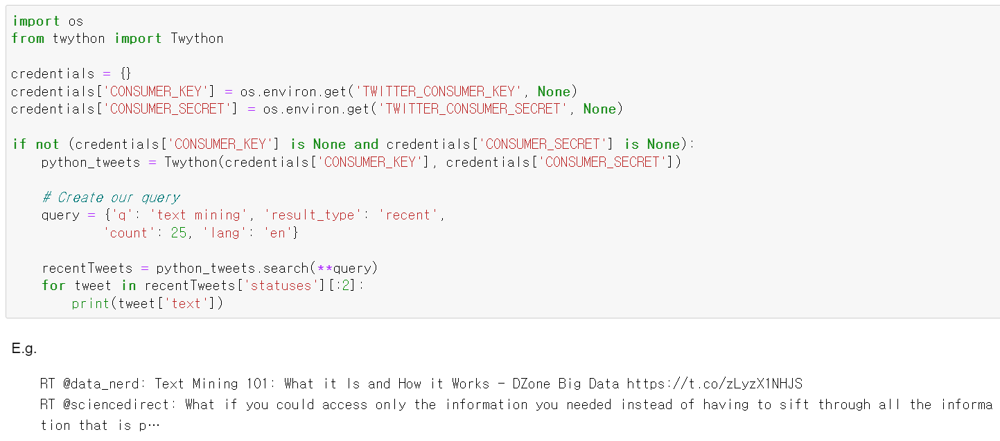 import os
from twython import Twython

credentials = {}
credentials['CONSUMER_KEY'] = os.environ.get('TWITTER_CONSUMER_KEY', None)
credentials['CONSUMER_SECRET'] = os.environ.get('TWITTER_CONSUMER_SECRET', None)

if not (credentials['CONSUMER_KEY'] is None and credentials['CONSUMER_SECRET'] is None):
    python_tweets = Twython(credentials['CONSUMER_KEY'], credentials['CONSUMER_SECRET'])

    # Create our query
    query = {'q': 'text mining', 'result_type': 'recent',
            'count': 25, 'lang': 'en'}

    recentTweets = python_tweets.search(**query)
    for tweet in recentTweets['statuses'][:2]:
        print(tweet['text'])

E.g.

RT @data_nerd: Text Mining 101: What it Is and How it Works - DZone Big Data https://t.co/zLyzX1NHJS
RT @sciencedirect: What if you could access only the information you needed instead of having to sift through all the informa
tion that is p…